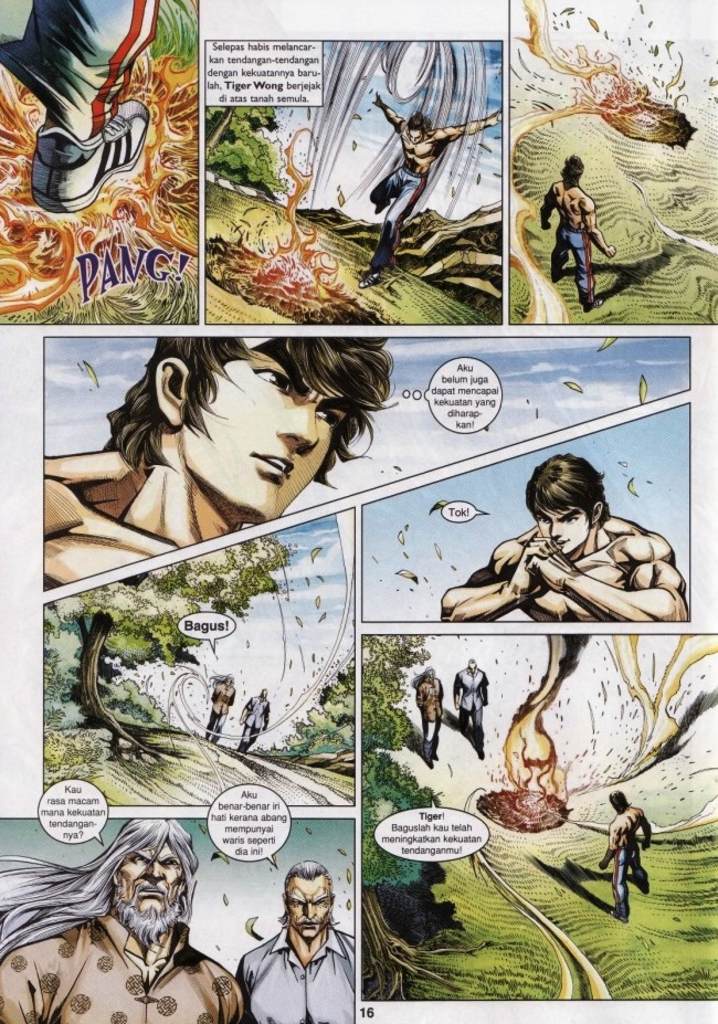 Selepas habis melancar-
kan tendangan-tendangan
dengan kekuatannya baru-
lah, Tiger Wong berjejak
di atas tanah semula.
PANG!
Aku
belum juga
dapat mencapai
kekuatan yang
diharap-
kan!
Tok!
Bagus!
Kau
rasa macam
mana kekuatan
tendangan-
nya?
Aku
benar-benar iri
hati kerana abang
mempunyai
waris seperti
dia ini!
Tiger!
Baguslah kau telah
meningkatkan kekuatan
tendanganmu!
16